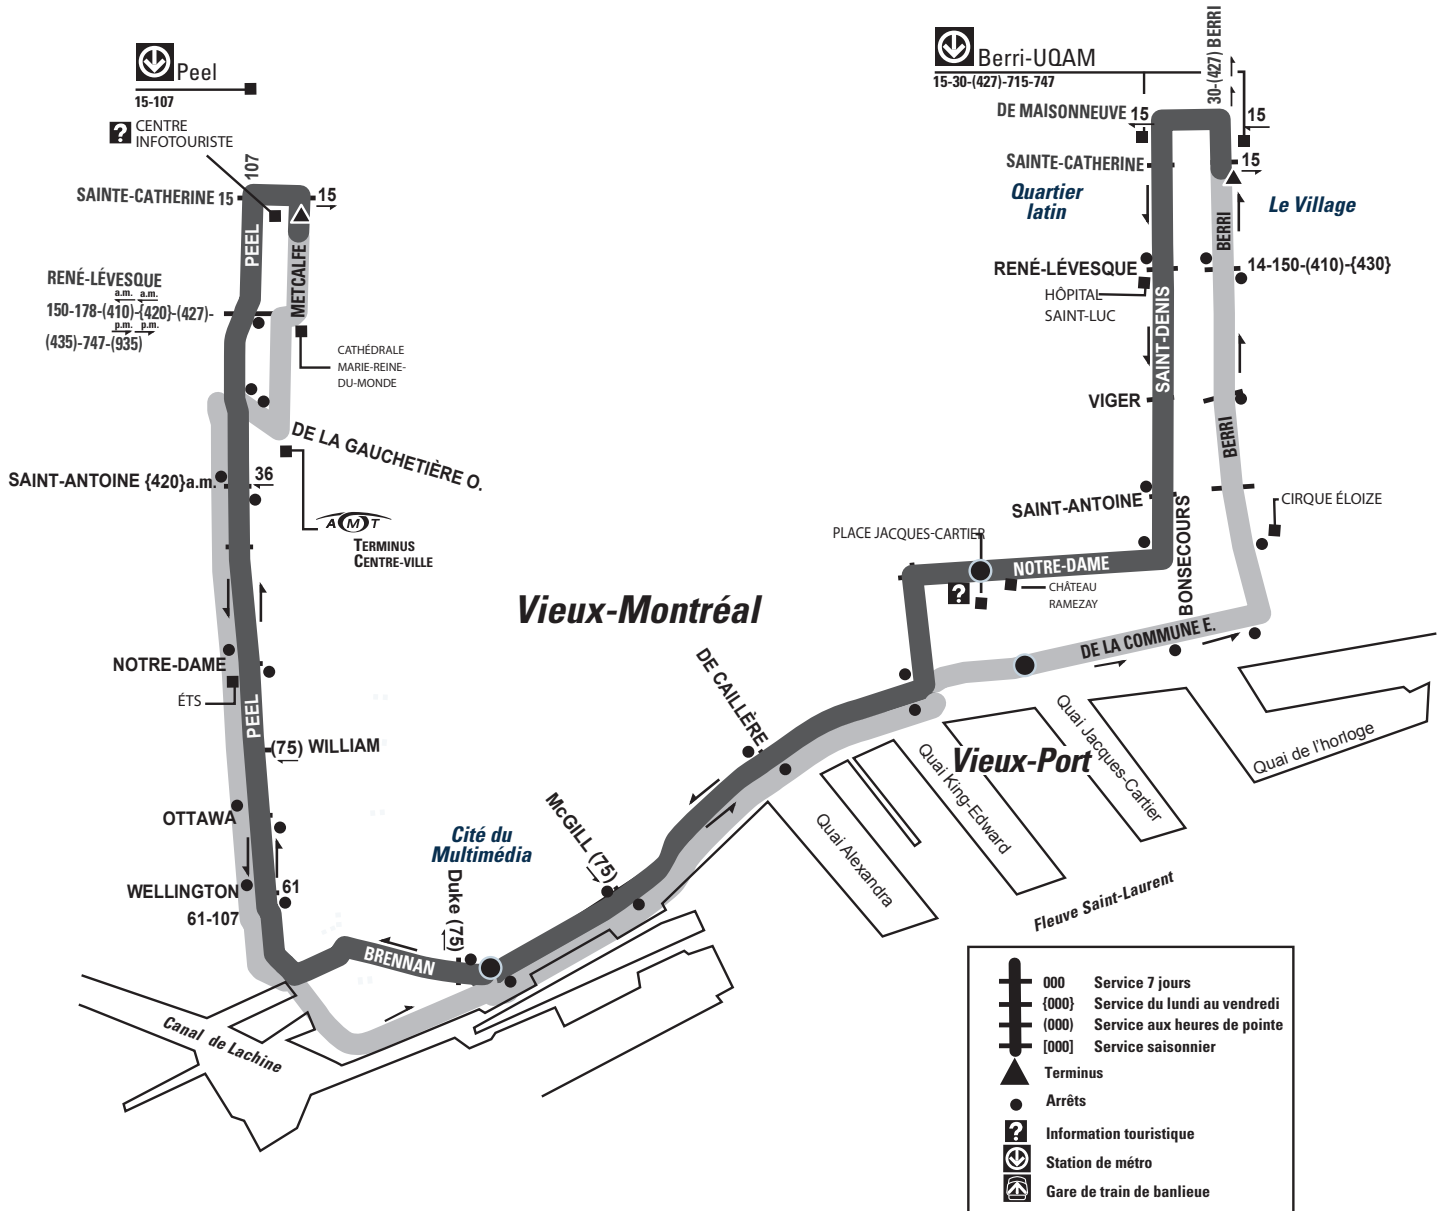 Peel
15-107
CENTRE
INFOTOURISTE
107
SAINTE-CATHERINE 15
15
PEEL
METCALFE
RENÉ-LÉVESQUE
a.m. a.m.
150-178-(410)-{420}-(427)-
p.m. p.m.
(435)-747-(935)
CATHÉDRALE
MARIE-REINE-
DU-MONDE
DE LA GAUCHETIÈRE O.
SAINT-ANTOINE {420}a.m.
36
AMT
TERMINUS
CENTRE-VILLE
NOTRE-DAME
ÉTS
PEEL
(75) WILLIAM
OTTAWA
WELLINGTON
61-107
61
Canal de Lachine
BRENNAN
Duke (75)
Cité du
Multimédia
McGILL (75)
DE CAILLÈRE
Vieux-Montréal
Berri-UQAM
15-30-(427)-715-747
30-(427) BERRI
DE MAISONNEUVE 15
15
SAINTE-CATHERINE
15
Quartier
latin
Le Village
BERRI
RENÉ-LÉVESQUE
14-150-(410)-{430}
HÔPITAL
SAINT-LUC
SAINT-DENIS
VIGER
BERRI
SAINT-ANTOINE
BONSECOURS
CIRQUE ÉLOIZE
PLACE JACQUES-CARTIER
NOTRE-DAME
CHÂTEAU
RAMEZAY
DE LA COMMUNE E.
Vieux-Port
Quai Alexandra
Quai King-Edward
Quai Jacques-Cartier
Quai de l'horloge
Fleuve Saint-Laurent
000 Service 7 jours
{000} Service du lundi au vendredi
(000) Service aux heures de pointe
[000] Service saisonnier
Terminus
Arrêts
? Information touristique
Station de métro
Gare de train de banlieue